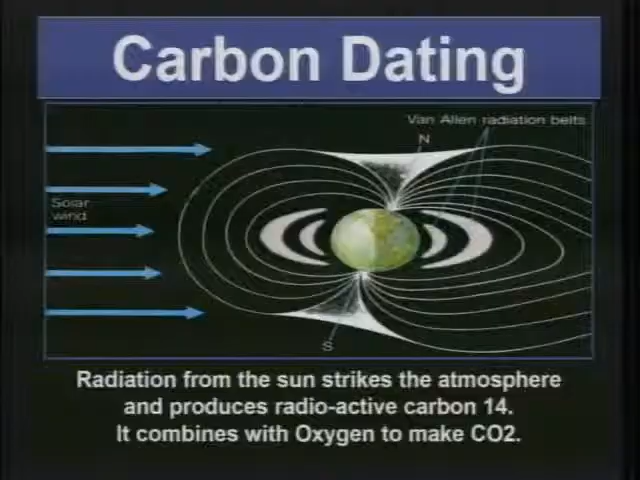 Carbon Dating
Van Allen radiation belts
N
Solar
wind
S
Radiation from the sun strikes the atmosphere
and produces radio-active carbon 14.
It combines with Oxygen to make CO2.